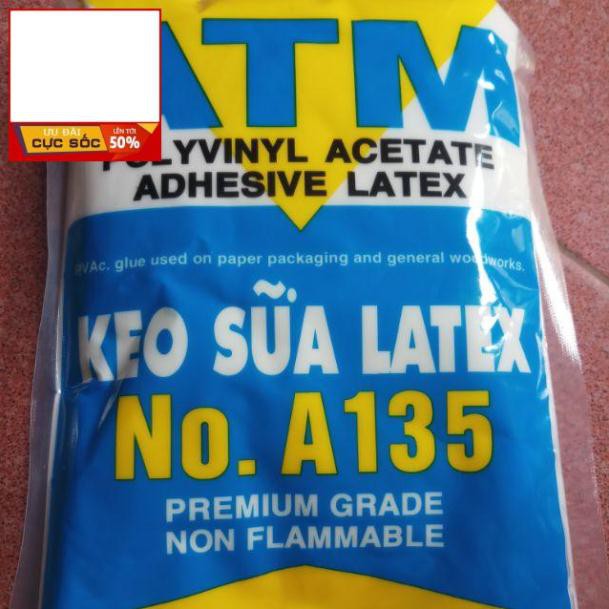 ATM
POLYVINYL ACETATE
ADHESIVE LATEX
PVAc. glue used on paper packaging and general woodworks.
KEO SỮA LATEX
No. A135
PREMIUM GRADE
NON FLAMMABLE
ƯU ĐÃI
CỰC SỐC
LÊN TỚI
50%